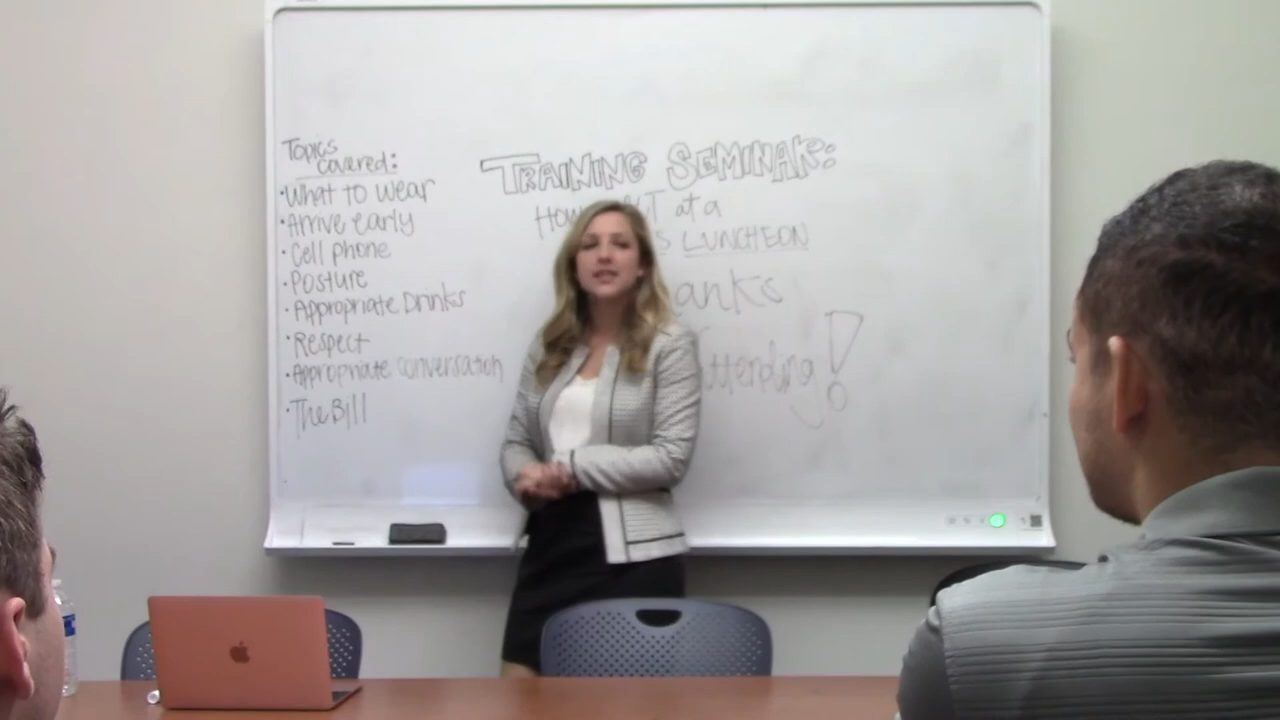 Topics
covered:
•What to Wear
•Arrive early
•Cell phone
•Posture
•Appropriate Drinks
•Respect
•Appropriate conversation
•The Bill
TRAINING SEMINAR:
HOW at a
LUNCHEON